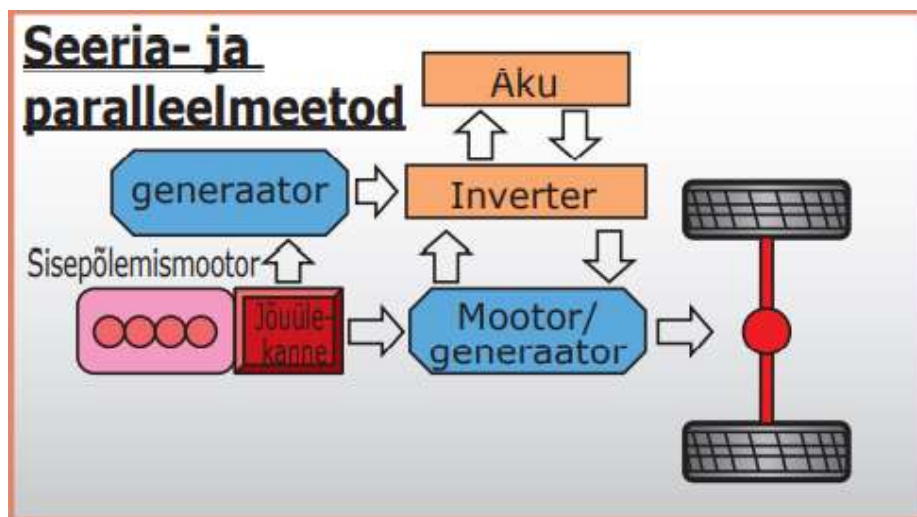 Seeria- ja
paralleelmeetod
Aku
generaator
Inverter
Sisepõlemismootor
Jõuüle-
kanne
Mootor/
generaator